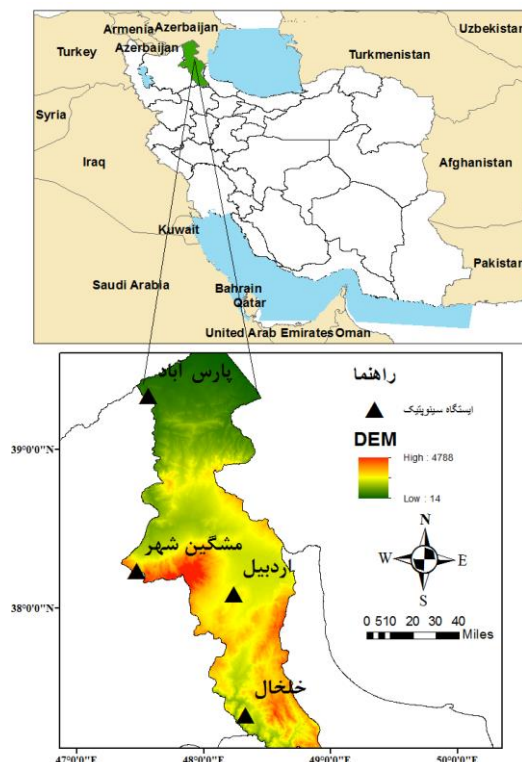 Armenia
Azerbaijan
Azerbaijan
Turkey
Uzbekistan
Turkmenistan
Syria
Iraq
Afghanistan
Kuwait
Pakistan
Saudi Arabia
Bahrain
Qatar
United Arab Emirates
Oman
پارس آباد
راهنما
ایستگاه سینوپتیک
DEM
High : 4788
Low : 14
39°0'0"N
مشگین شهر
اردبیل
N
W
E
S
38°0'0"N
0 5 10 20 30 40
Miles
خلخال
47°0'0"E
48°0'0"E
49°0'0"E
50°0'0"E